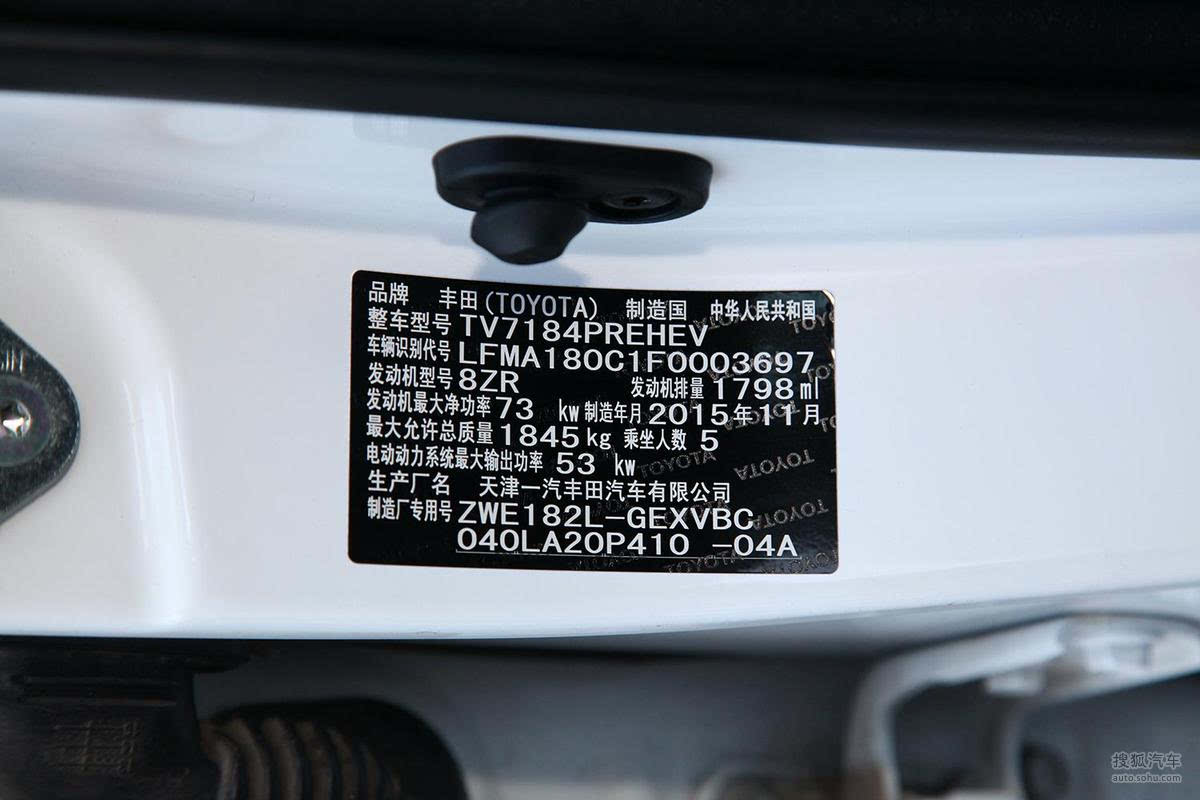 品牌 丰田(TOYOTA) 制造国 中华人民共和国
整车型号 TV7184PREHEV
车辆识别代号 LFMA180C1F0003697
发动机型号 8ZR 发动机排量 1798 ml
发动机最大净功率 73 kw 制造年月 2015年11月
最大允许总质量 1845 kg 乘坐人数 5
电动动力系统最大输出功率 53 kw
生产厂名 天津一汽丰田汽车有限公司
制造厂专用号 ZWE182L-GEXVBC
040LA20P410 -04A
搜狐汽车
auto.sohu.com